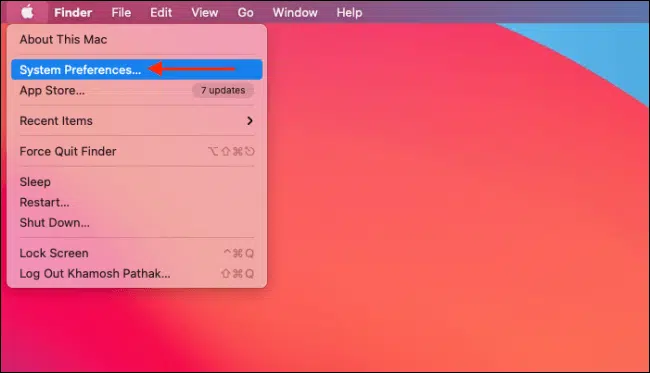 Finder File Edit View Go Window Help
About This Mac
System Preferences...
App Store... 7 updates
Recent Items
Force Quit Finder ⌥⇧⌘⎋
Sleep
Restart...
Shut Down...
Lock Screen ^⌘Q
Log Out Khamosh Pathak... ⇧⌘Q